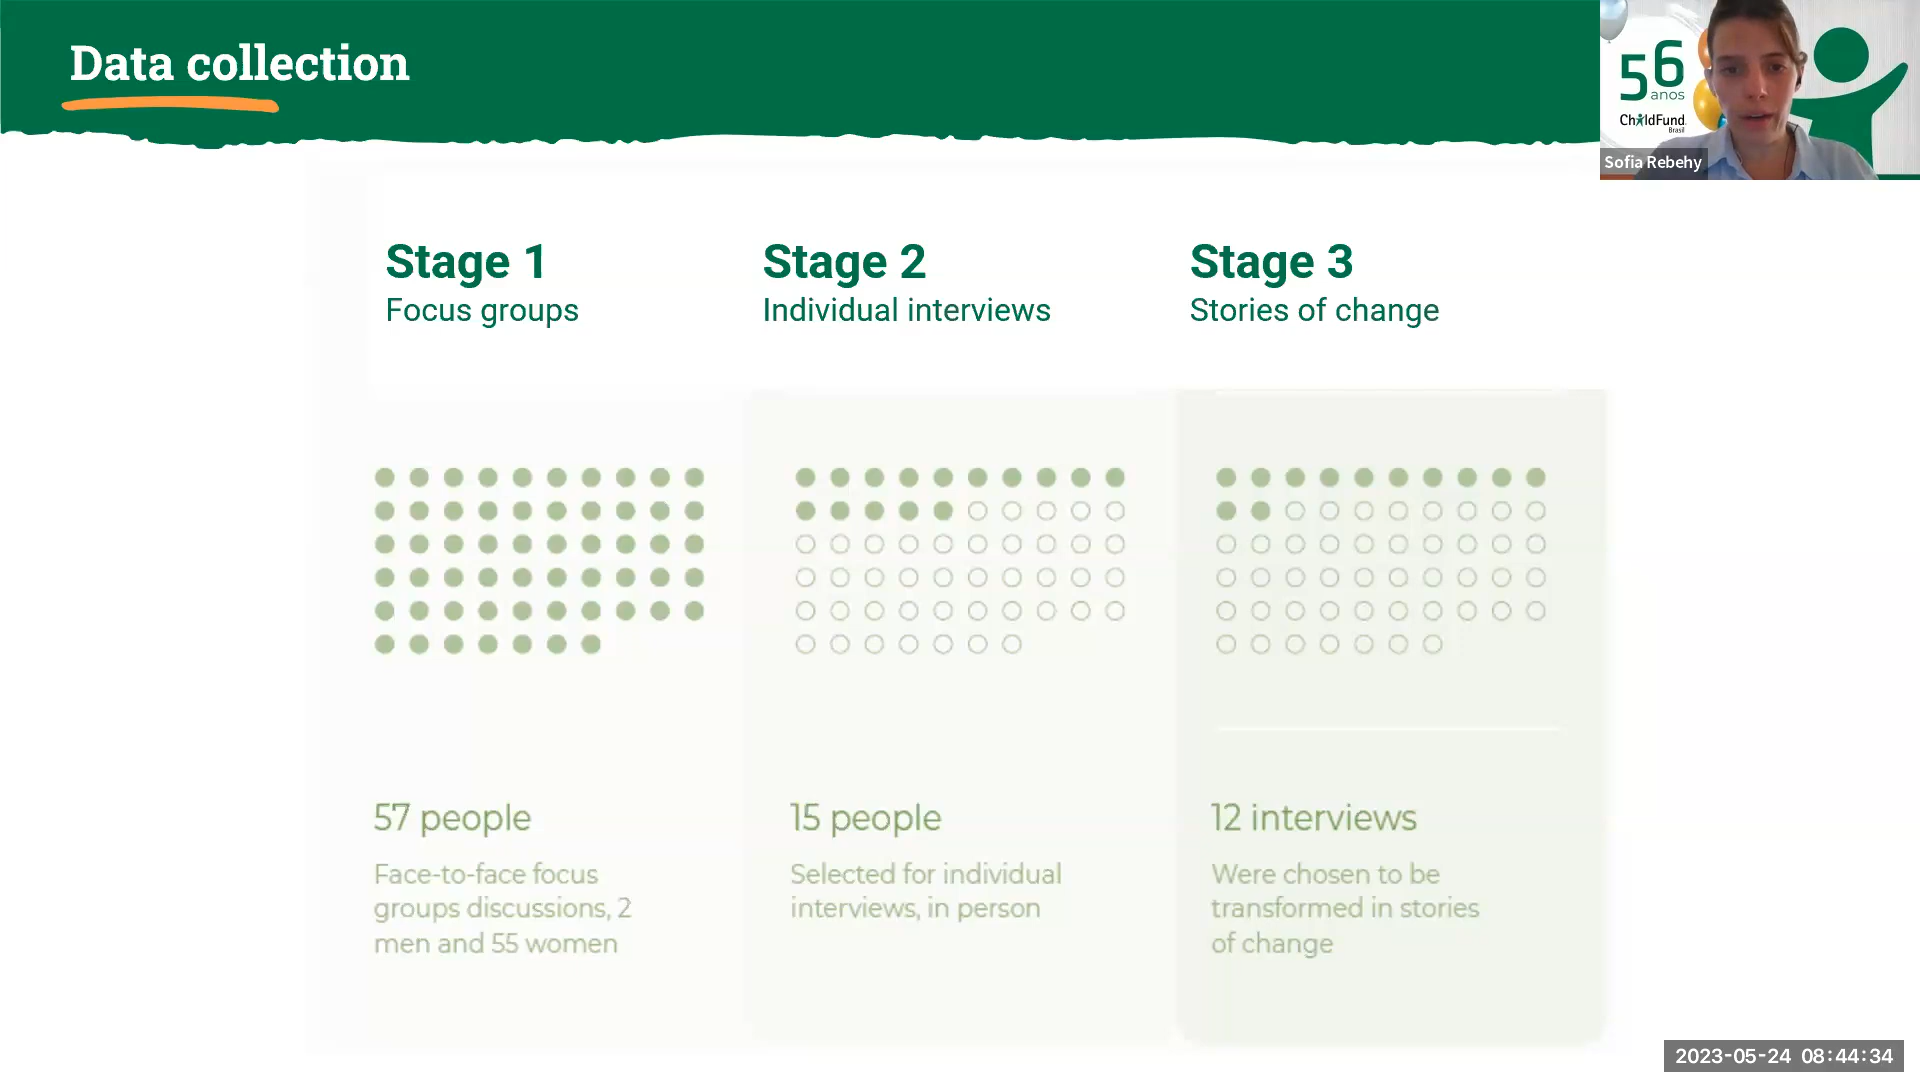 Data collection
56
anos
ChildFund
Brasil
Sofia Rebehy
Stage 1
Focus groups
Stage 2
Individual interviews
Stage 3
Stories of change
57 people
Face-to-face focus
groups discussions, 2
men and 55 women
15 people
Selected for individual
interviews, in person
12 interviews
Were chosen to be
transformed in stories
of change
2023-05-24 08:44:34